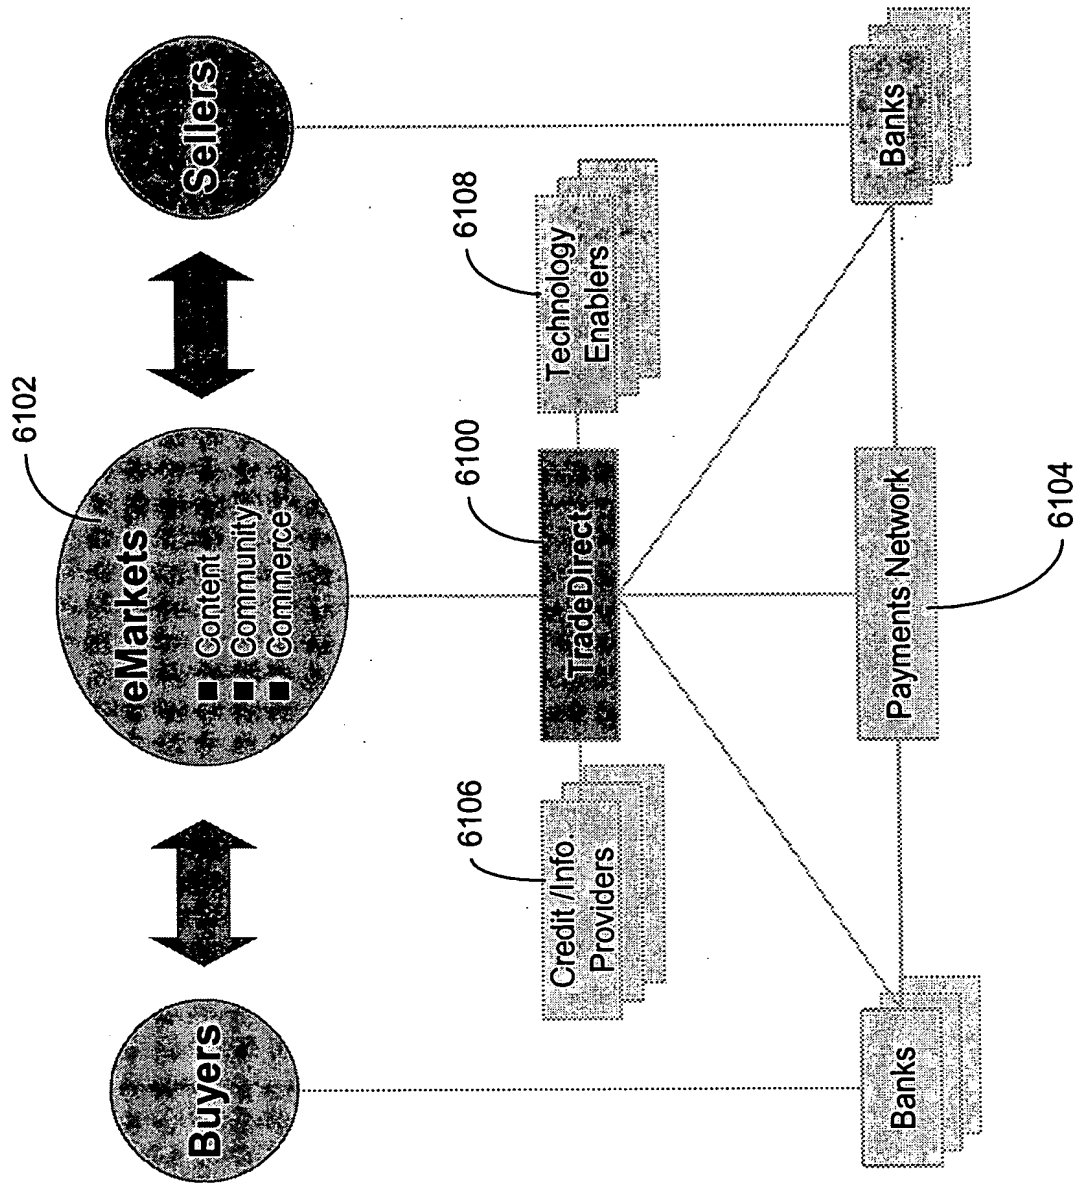 6102
Buyers
eMarkets
Content
Community
Commerce
Sellers
6106
6100
6108
Credit /Info.
Providers
TradeDirect
Technology
Enablers
Banks
Payments Network
Banks
6104